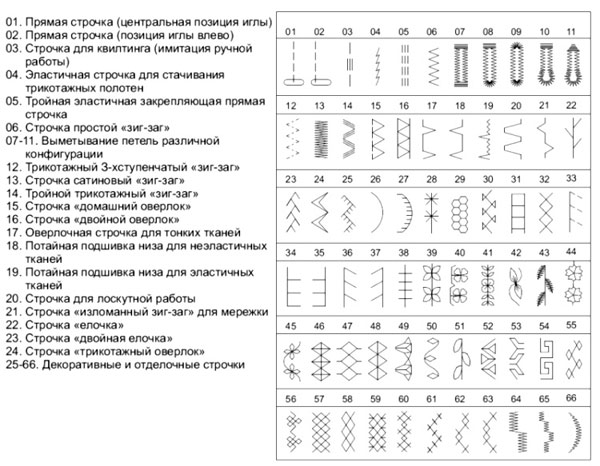 01. Прямая строчка (центральная позиция иглы)
02. Прямая строчка (позиция иглы влево)
03. Строчка для квилтинга (имитация ручной
работы)
04. Эластичная строчка для стачивания
трикотажных полотен
05. Тройная эластичная закрепляющая прямая
строчка
06. Строчка простой «зиг-заг»
07-11. Выметывание петель различной
конфигурации
12. Трикотажный 3-хступенчатый «зиг-заг»
13. Строчка сатиновый «зиг-заг»
14. Тройной трикотажный «зиг-заг»
15. Строчка «домашний оверлок»
16. Строчка «двойной оверлок»
17. Оверлочная строчка для тонких тканей
18. Потайная подшивка низа для неэластичных
тканей
19. Потайная подшивка низа для эластичных
тканей
20. Строчка для лоскутной работы
21. Строчка «изломанный зиг-заг» для мережки
22. Строчка «елочка»
23. Строчка «двойная елочка»
24. Строчка «трикотажный оверлок»
25-66. Декоративные и отделочные строчки
01 02 03 04 05 06 07 08 09 10 11
12 13 14 15 16 17 18 19 20 21 22
23 24 25 26 27 28 29 30 31 32 33
34 35 36 37 38 39 40 41 42 43 44
45 46 47 48 49 50 51 52 53 54 55
56 57 58 59 60 61 62 63 64 65 66